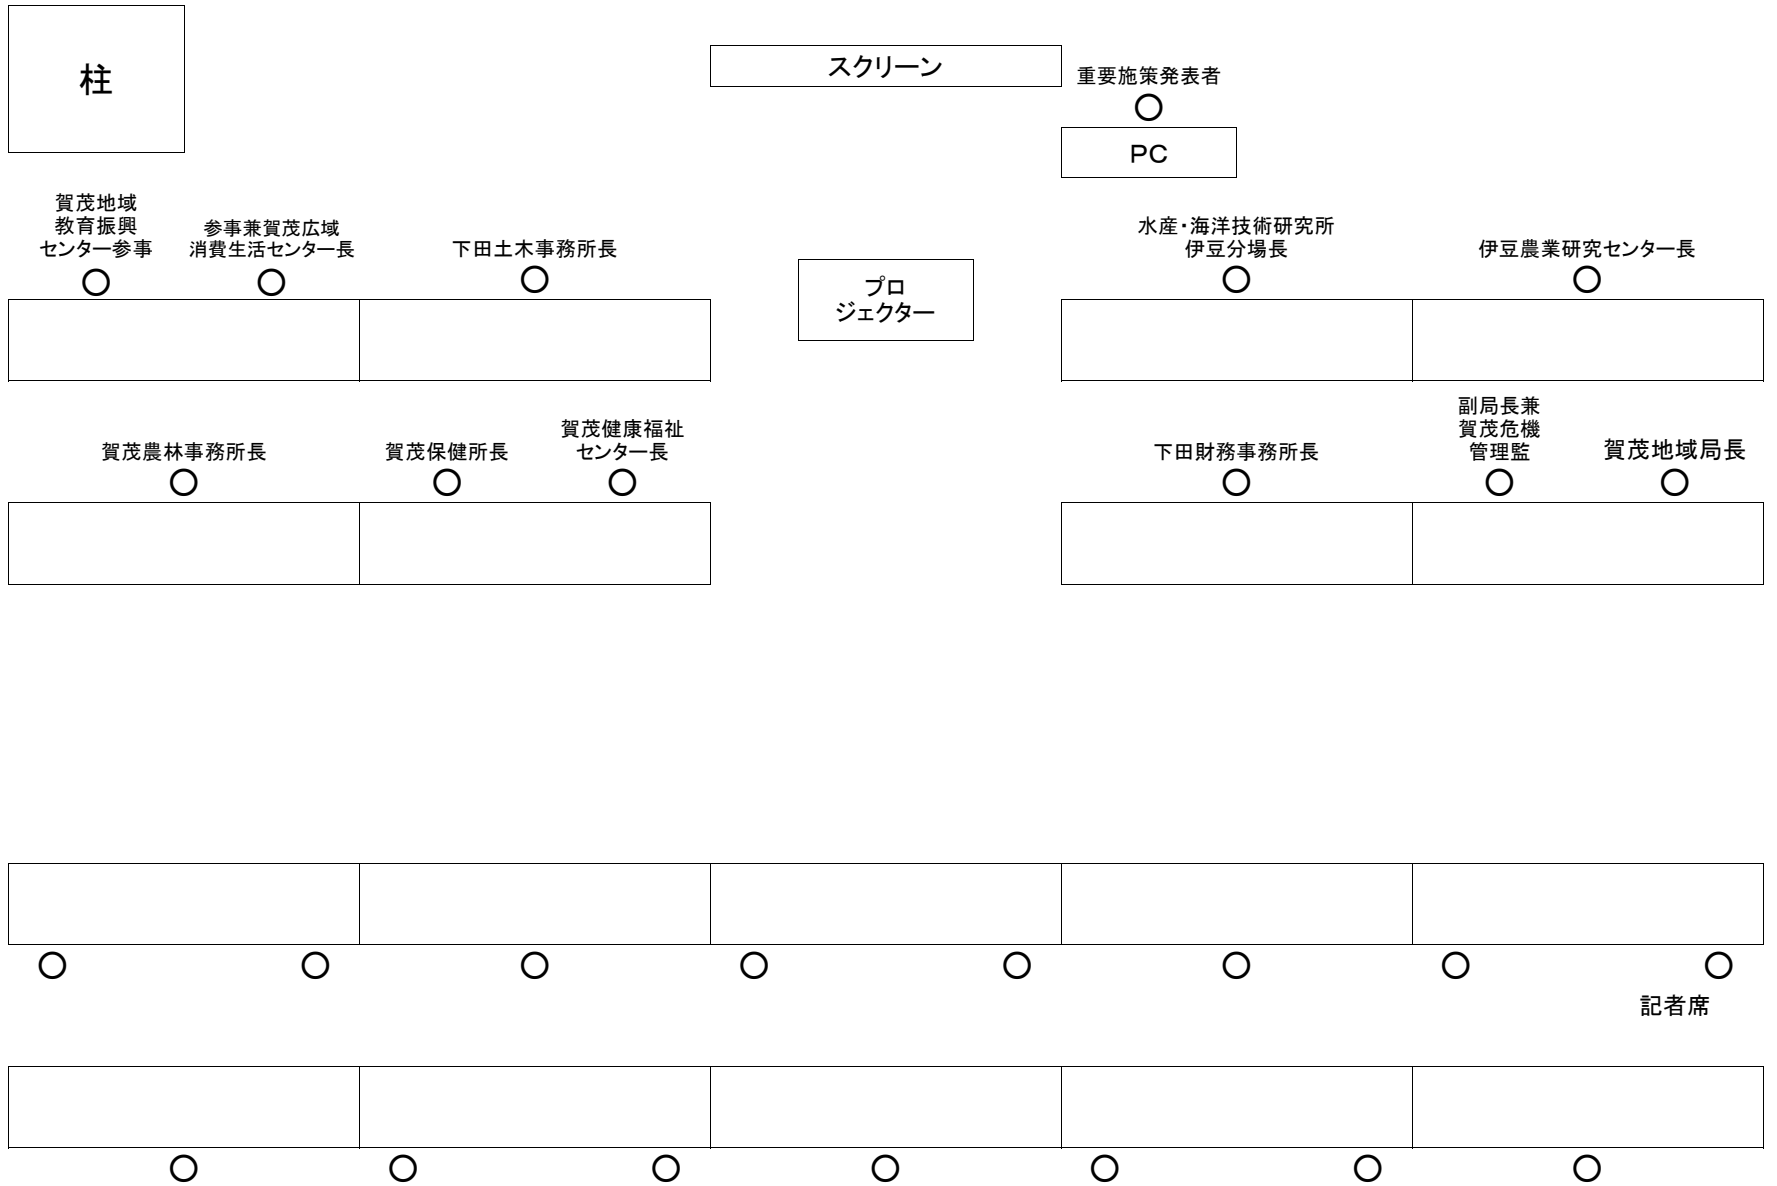 柱
スクリーン
重要施策発表者
PC
賀茂地域
教育振興
センター参事
参事兼賀茂広域
消費生活センター長
下田土木事務所長
プロ
ジェクター
水産・海洋技術研究所
伊豆分場長
伊豆農業研究センター長
賀茂農林事務所長
賀茂保健所長
賀茂健康福祉
センター長
下田財務事務所長
副局長兼
賀茂危機
管理監
賀茂地域局長
記者席